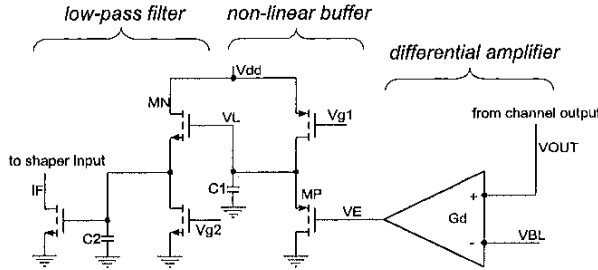 low-pass filter
non-linear buffer
differential amplifier
Vdd
MN
VL
Vg1
from channel output
VOUT
to shaper Input
IF
C1
MP
VE
+
Gd
C2
Vg2
-
VBL